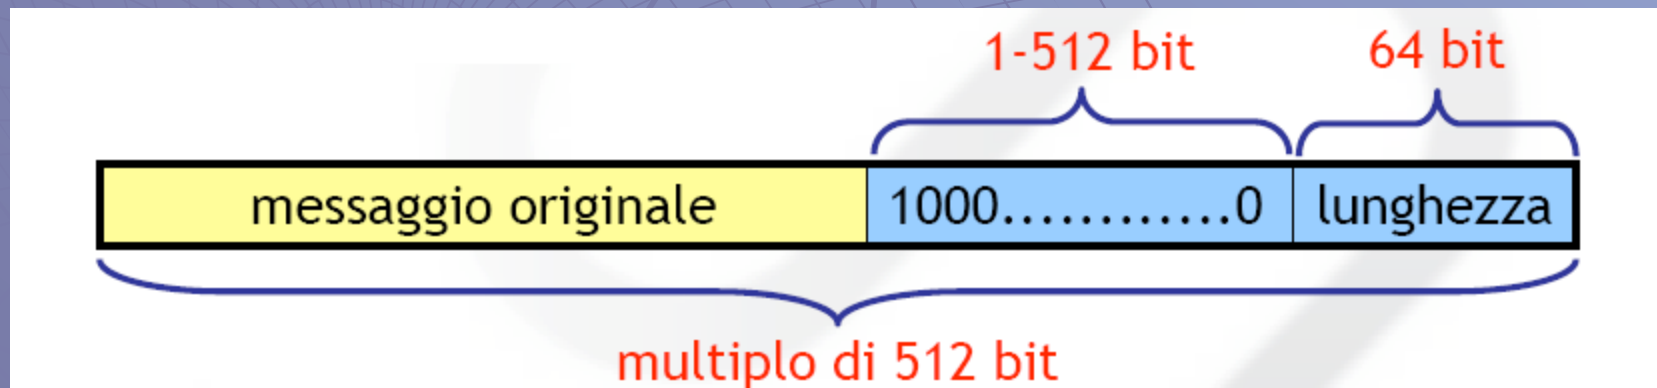 1-512 bit 64 bit
messaggio originale 1000............0 lunghezza
multiplo di 512 bit